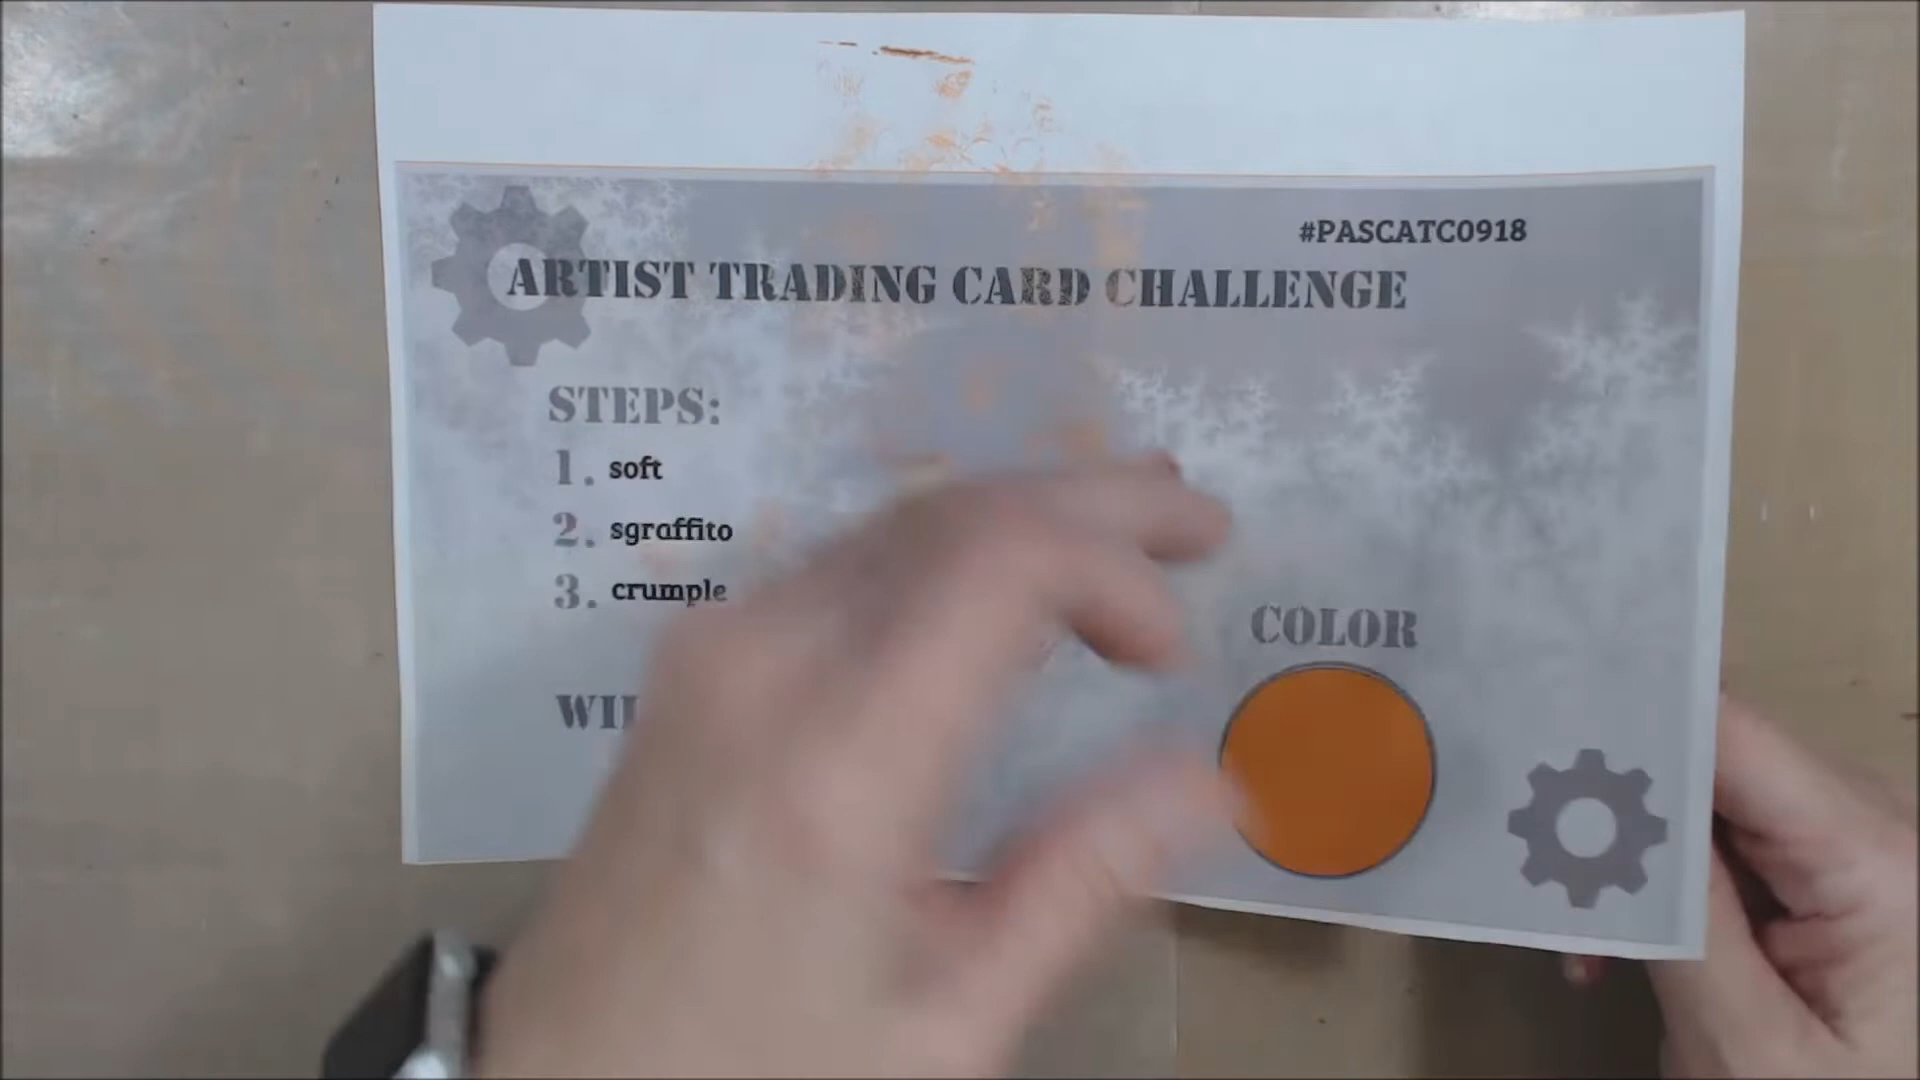 #PASCATC0918
ARTIST TRADING CARD CHALLENGE
STEPS:
1. soft
2. sgraffito
3. crumple
COLOR